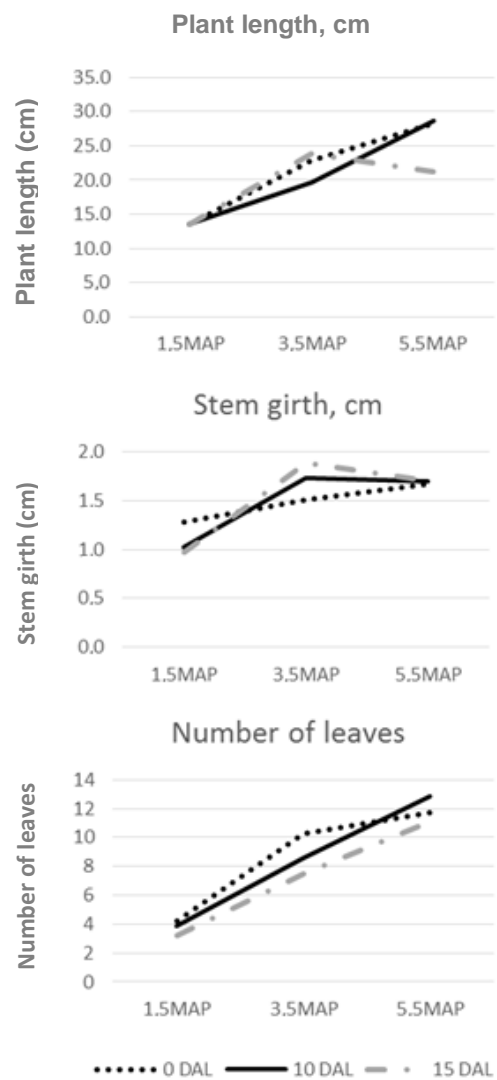 Plant length, cm
Plant length (cm)
35.0
30.0
25.0
20.0
15.0
10.0
5.0
0.0
1.5MAP 3.5MAP 5.5MAP
Stem girth, cm
Stem girth (cm)
2.0
1.5
1.0
0.5
0.0
1.5MAP 3.5MAP 5.5MAP
Number of leaves
Number of leaves
14
12
10
8
6
4
2
0
1.5MAP 3.5MAP 5.5MAP
0 DAL 10 DAL 15 DAL